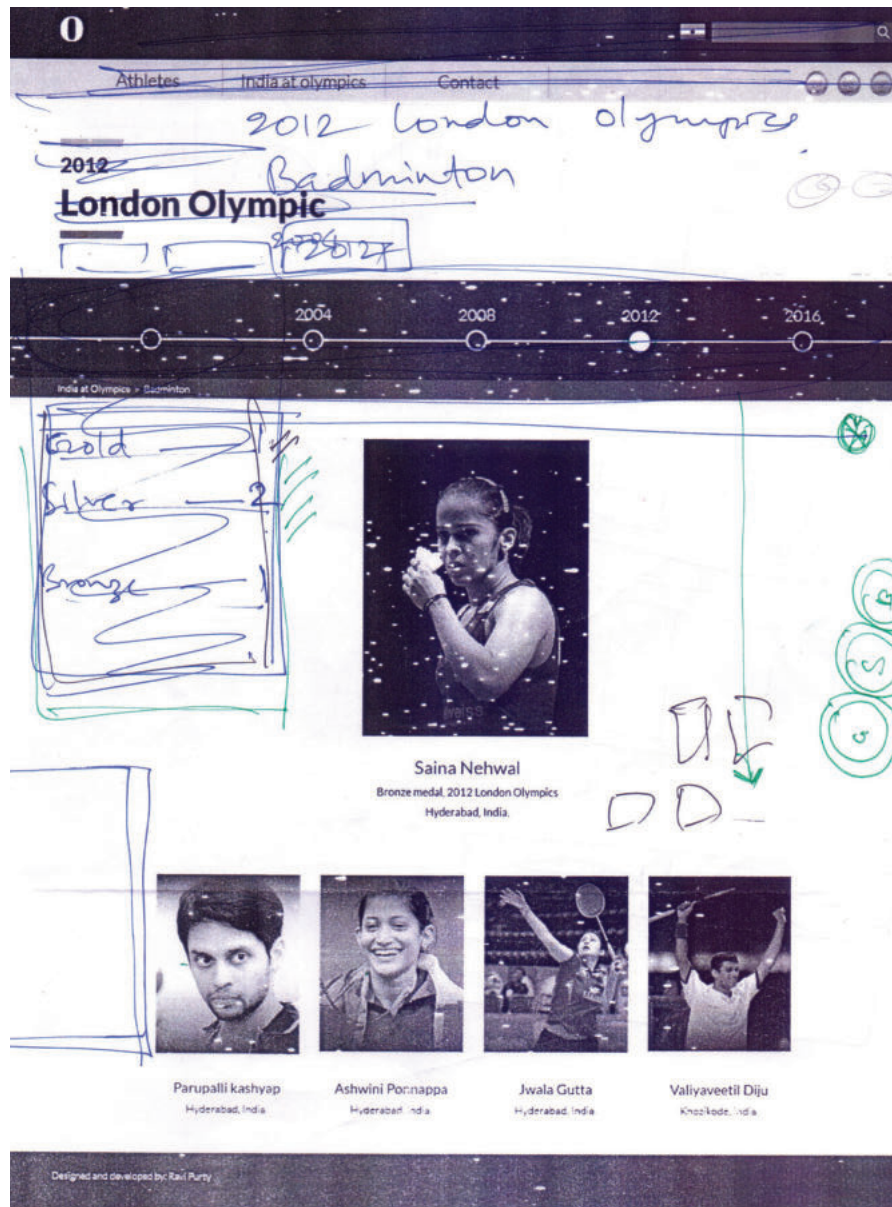 O
Athletes India at olympics Contact
2012 London olympics
2012
Badminton
London Olympic
2012
2004 2008 2012 2016
India at Olympics > Badminton
Gold — 1
Silver — 2
Bronze — 1
B
S
G
Saina Nehwal
Bronze medal, 2012 London Olympics
Hyderabad, India.
Parupalli kashyap Ashwini Ponnappa Jwala Gutta Valiyaveetil Diju
Hyderabad, India Hyderabad, India Hyderabad, India Khozikode, India
Designed and developed by: Ravi Purty